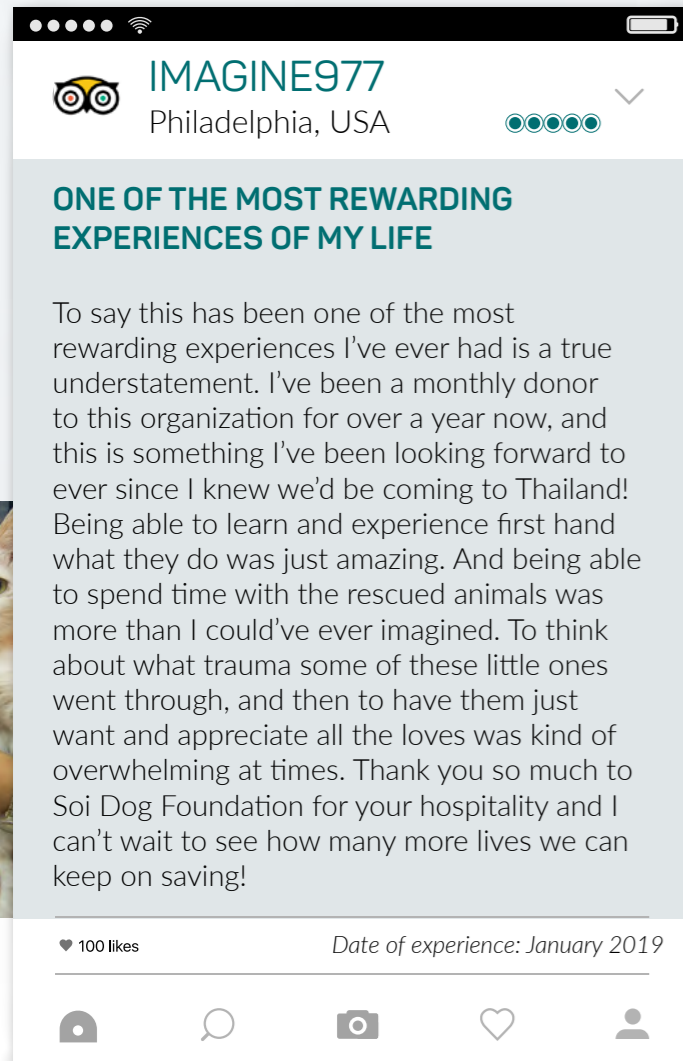 IMAGINE977
Philadelphia, USA
ONE OF THE MOST REWARDING
EXPERIENCES OF MY LIFE
To say this has been one of the most
rewarding experiences I’ve ever had is a true
understatement. I’ve been a monthly donor
to this organization for over a year now, and
this is something I’ve been looking forward to
ever since I knew we’d be coming to Thailand!
Being able to learn and experience first hand
what they do was just amazing. And being able
to spend time with the rescued animals was
more than I could’ve ever imagined. To think
about what trauma some of these little ones
went through, and then to have them just
want and appreciate all the loves was kind of
overwhelming at times. Thank you so much to
Soi Dog Foundation for your hospitality and I
can’t wait to see how many more lives we can
keep on saving!
100 likes
Date of experience: January 2019